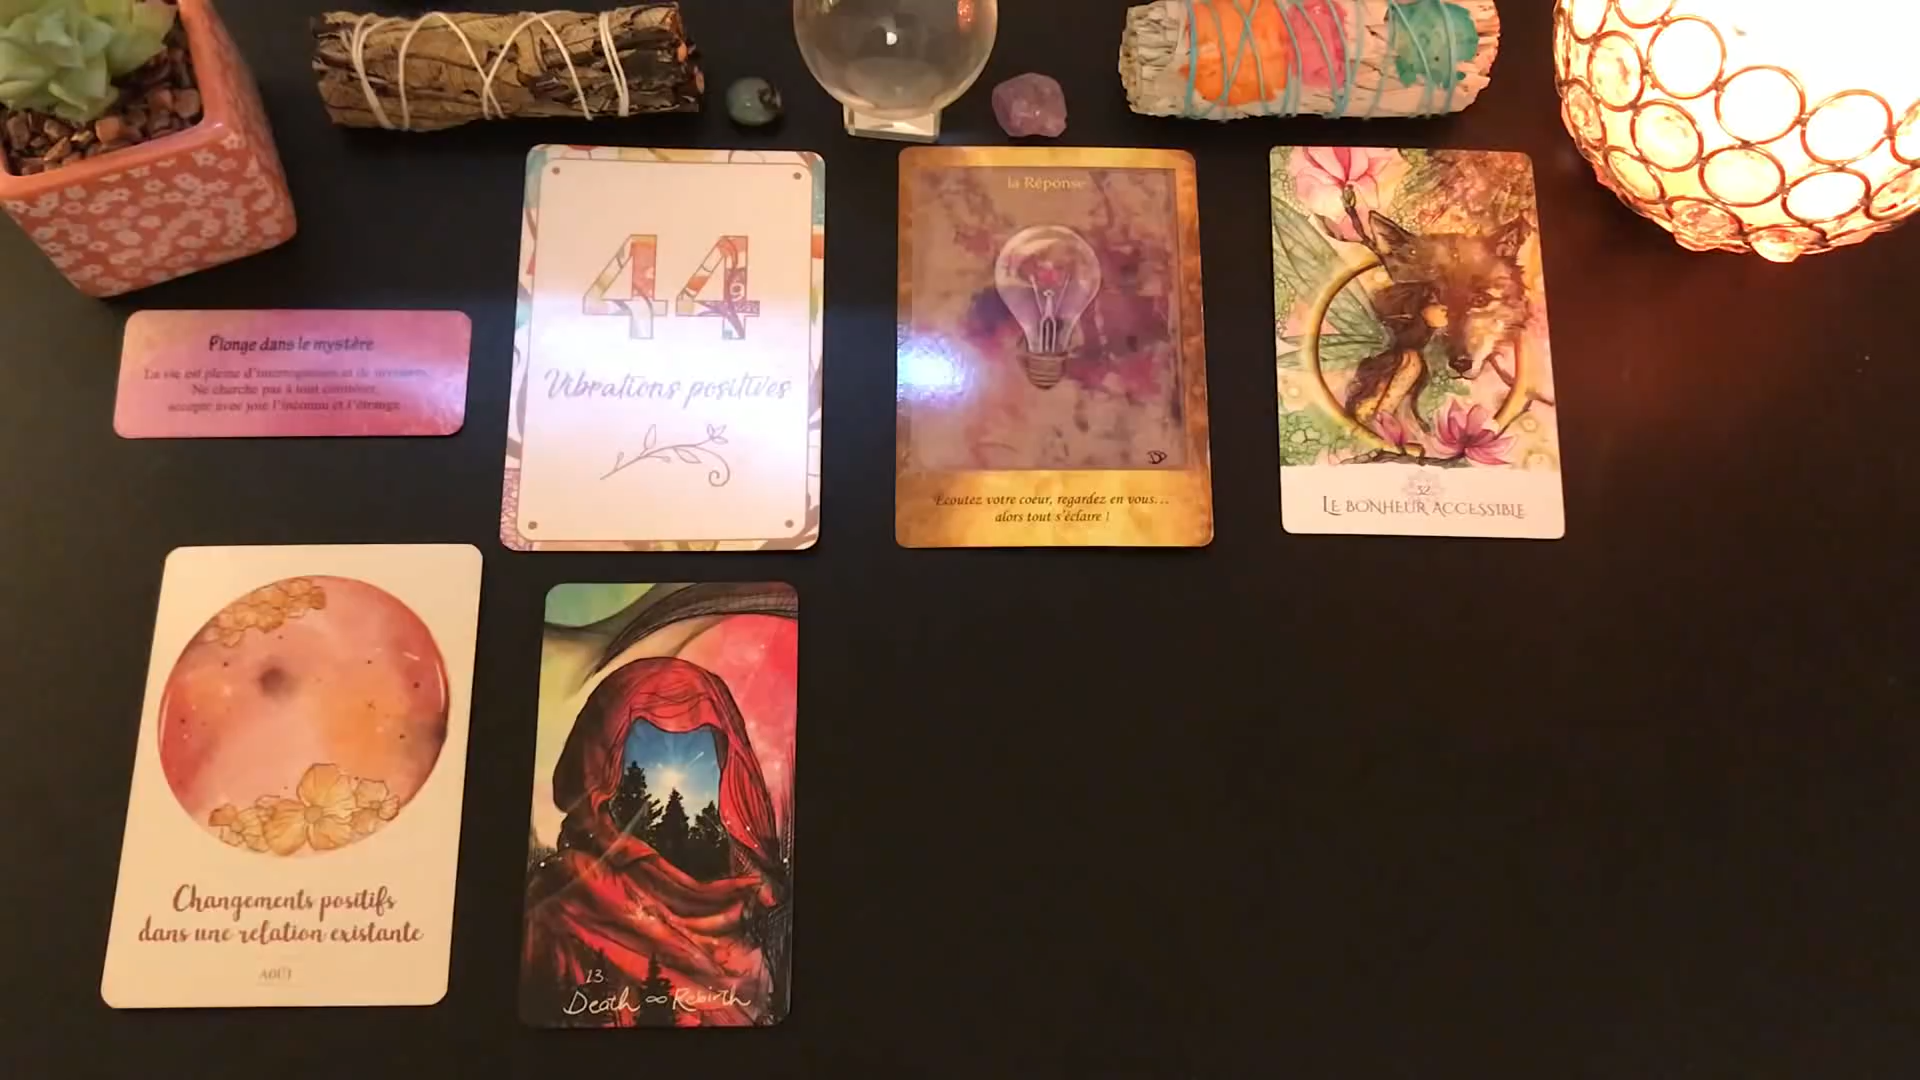 Plonge dans le mystère
La vie est pleine d'interrogations et de mystères.
Ne cherche pas à tout contrôler,
accepte avec joie l'inconnu et l'étrange
44
9
Vibrations positives
la Réponse
Écoutez votre coeur, regardez en vous...
alors tout s'éclaire !
32
LE BONHEUR ACCESSIBLE
Changements positifs
dans une relation existante
AOÛT
13.
Death ∞ Rebirth